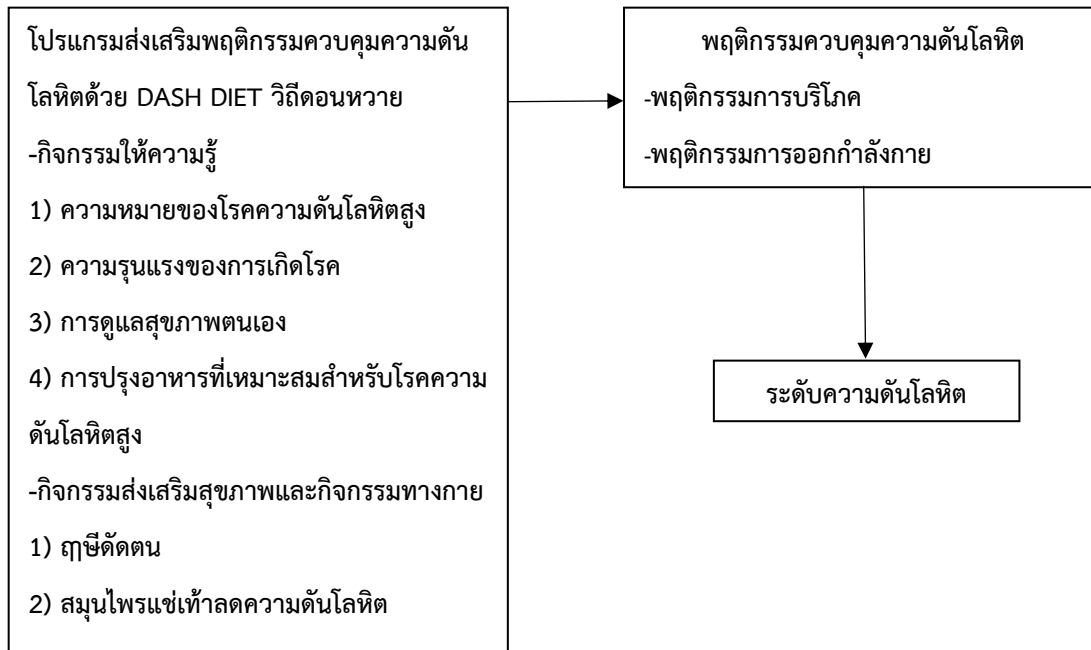 โปรแกรมส่งเสริมพฤติกรรมควบคุมความดัน
โลหิตด้วย DASH DIET วิถีดอนหวาย
-กิจกรรมให้ความรู้
1) ความหมายของโรคความดันโลหิตสูง
2) ความรุนแรงของการเกิดโรค
3) การดูแลสุขภาพตนเอง
4) การปรุงอาหารที่เหมาะสมสำหรับโรคความ
ดันโลหิตสูง
-กิจกรรมส่งเสริมสุขภาพและกิจกรรมทางกาย
1) ฤาษีดัดตน
2) สมุนไพรแช่เท้าลดความดันโลหิต
พฤติกรรมควบคุมความดันโลหิต
-พฤติกรรมการบริโภค
-พฤติกรรมการออกกำลังกาย
ระดับความดันโลหิต